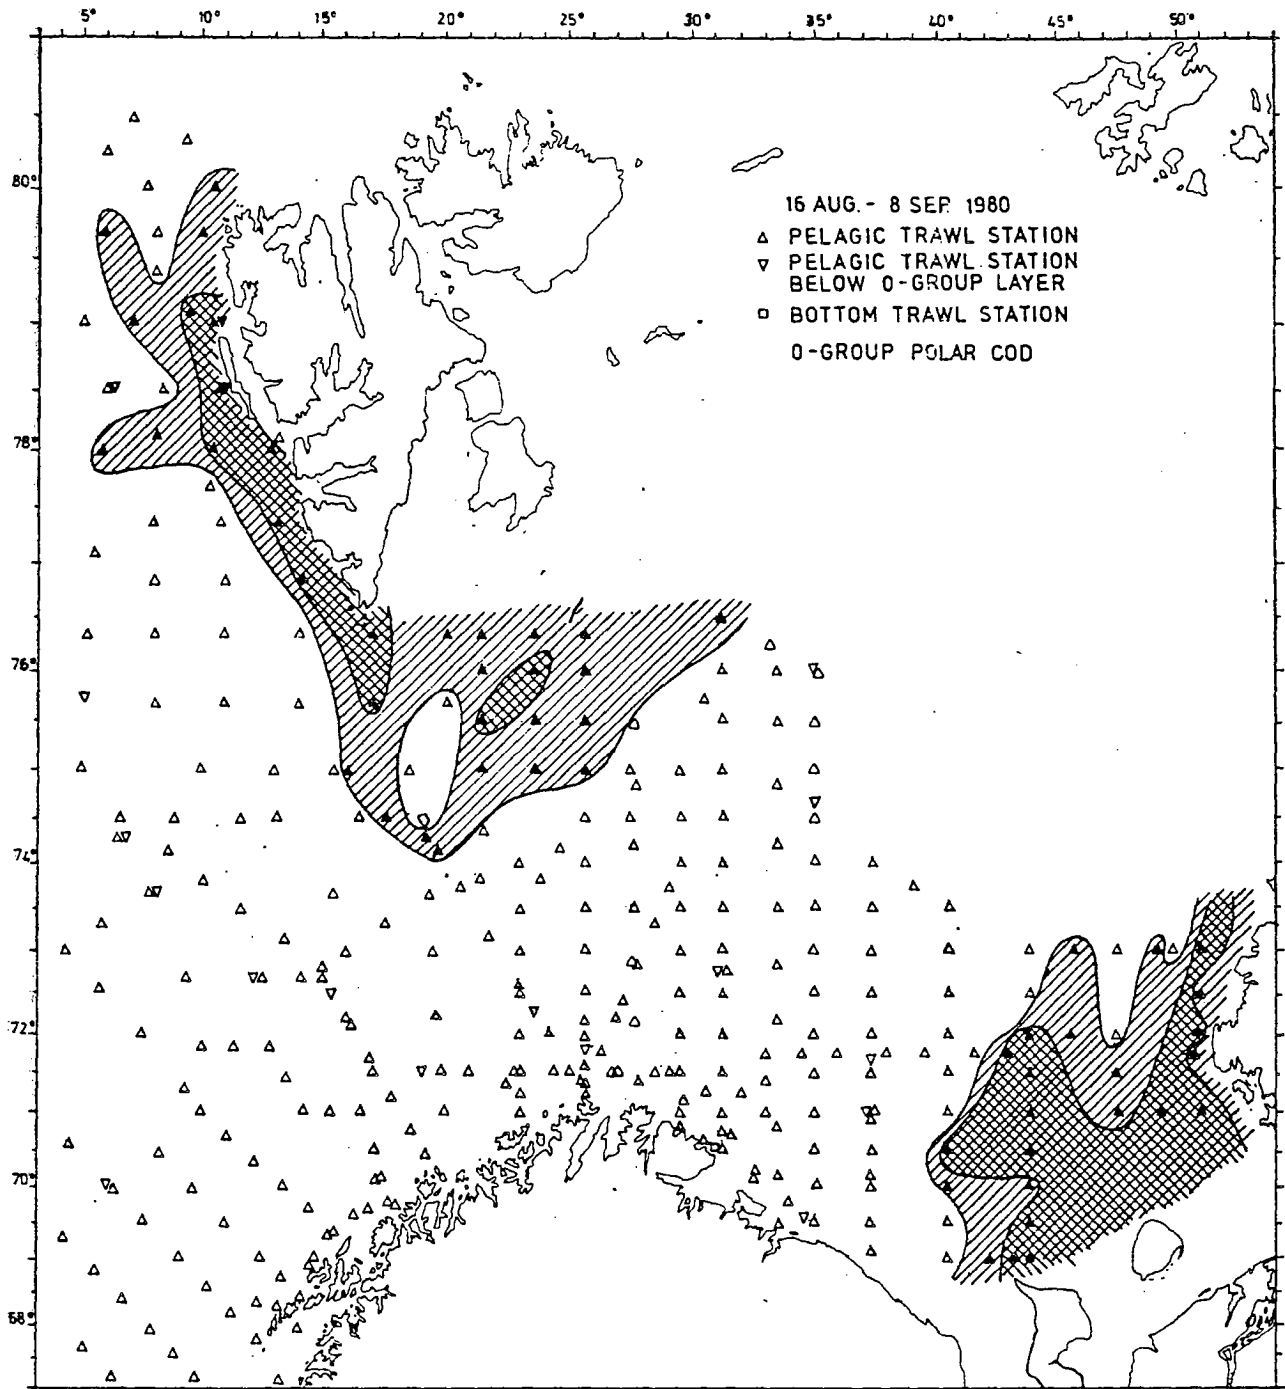 5° 10° 15° 20° 25° 30° 35° 40° 45° 50°
80°
16 AUG. - 8 SEP. 1980
△ PELAGIC TRAWL STATION
▽ PELAGIC TRAWL STATION
BELOW 0-GROUP LAYER
□ BOTTOM TRAWL STATION
0-GROUP POLAR COD
78°
76°
74°
72°
70°
68°